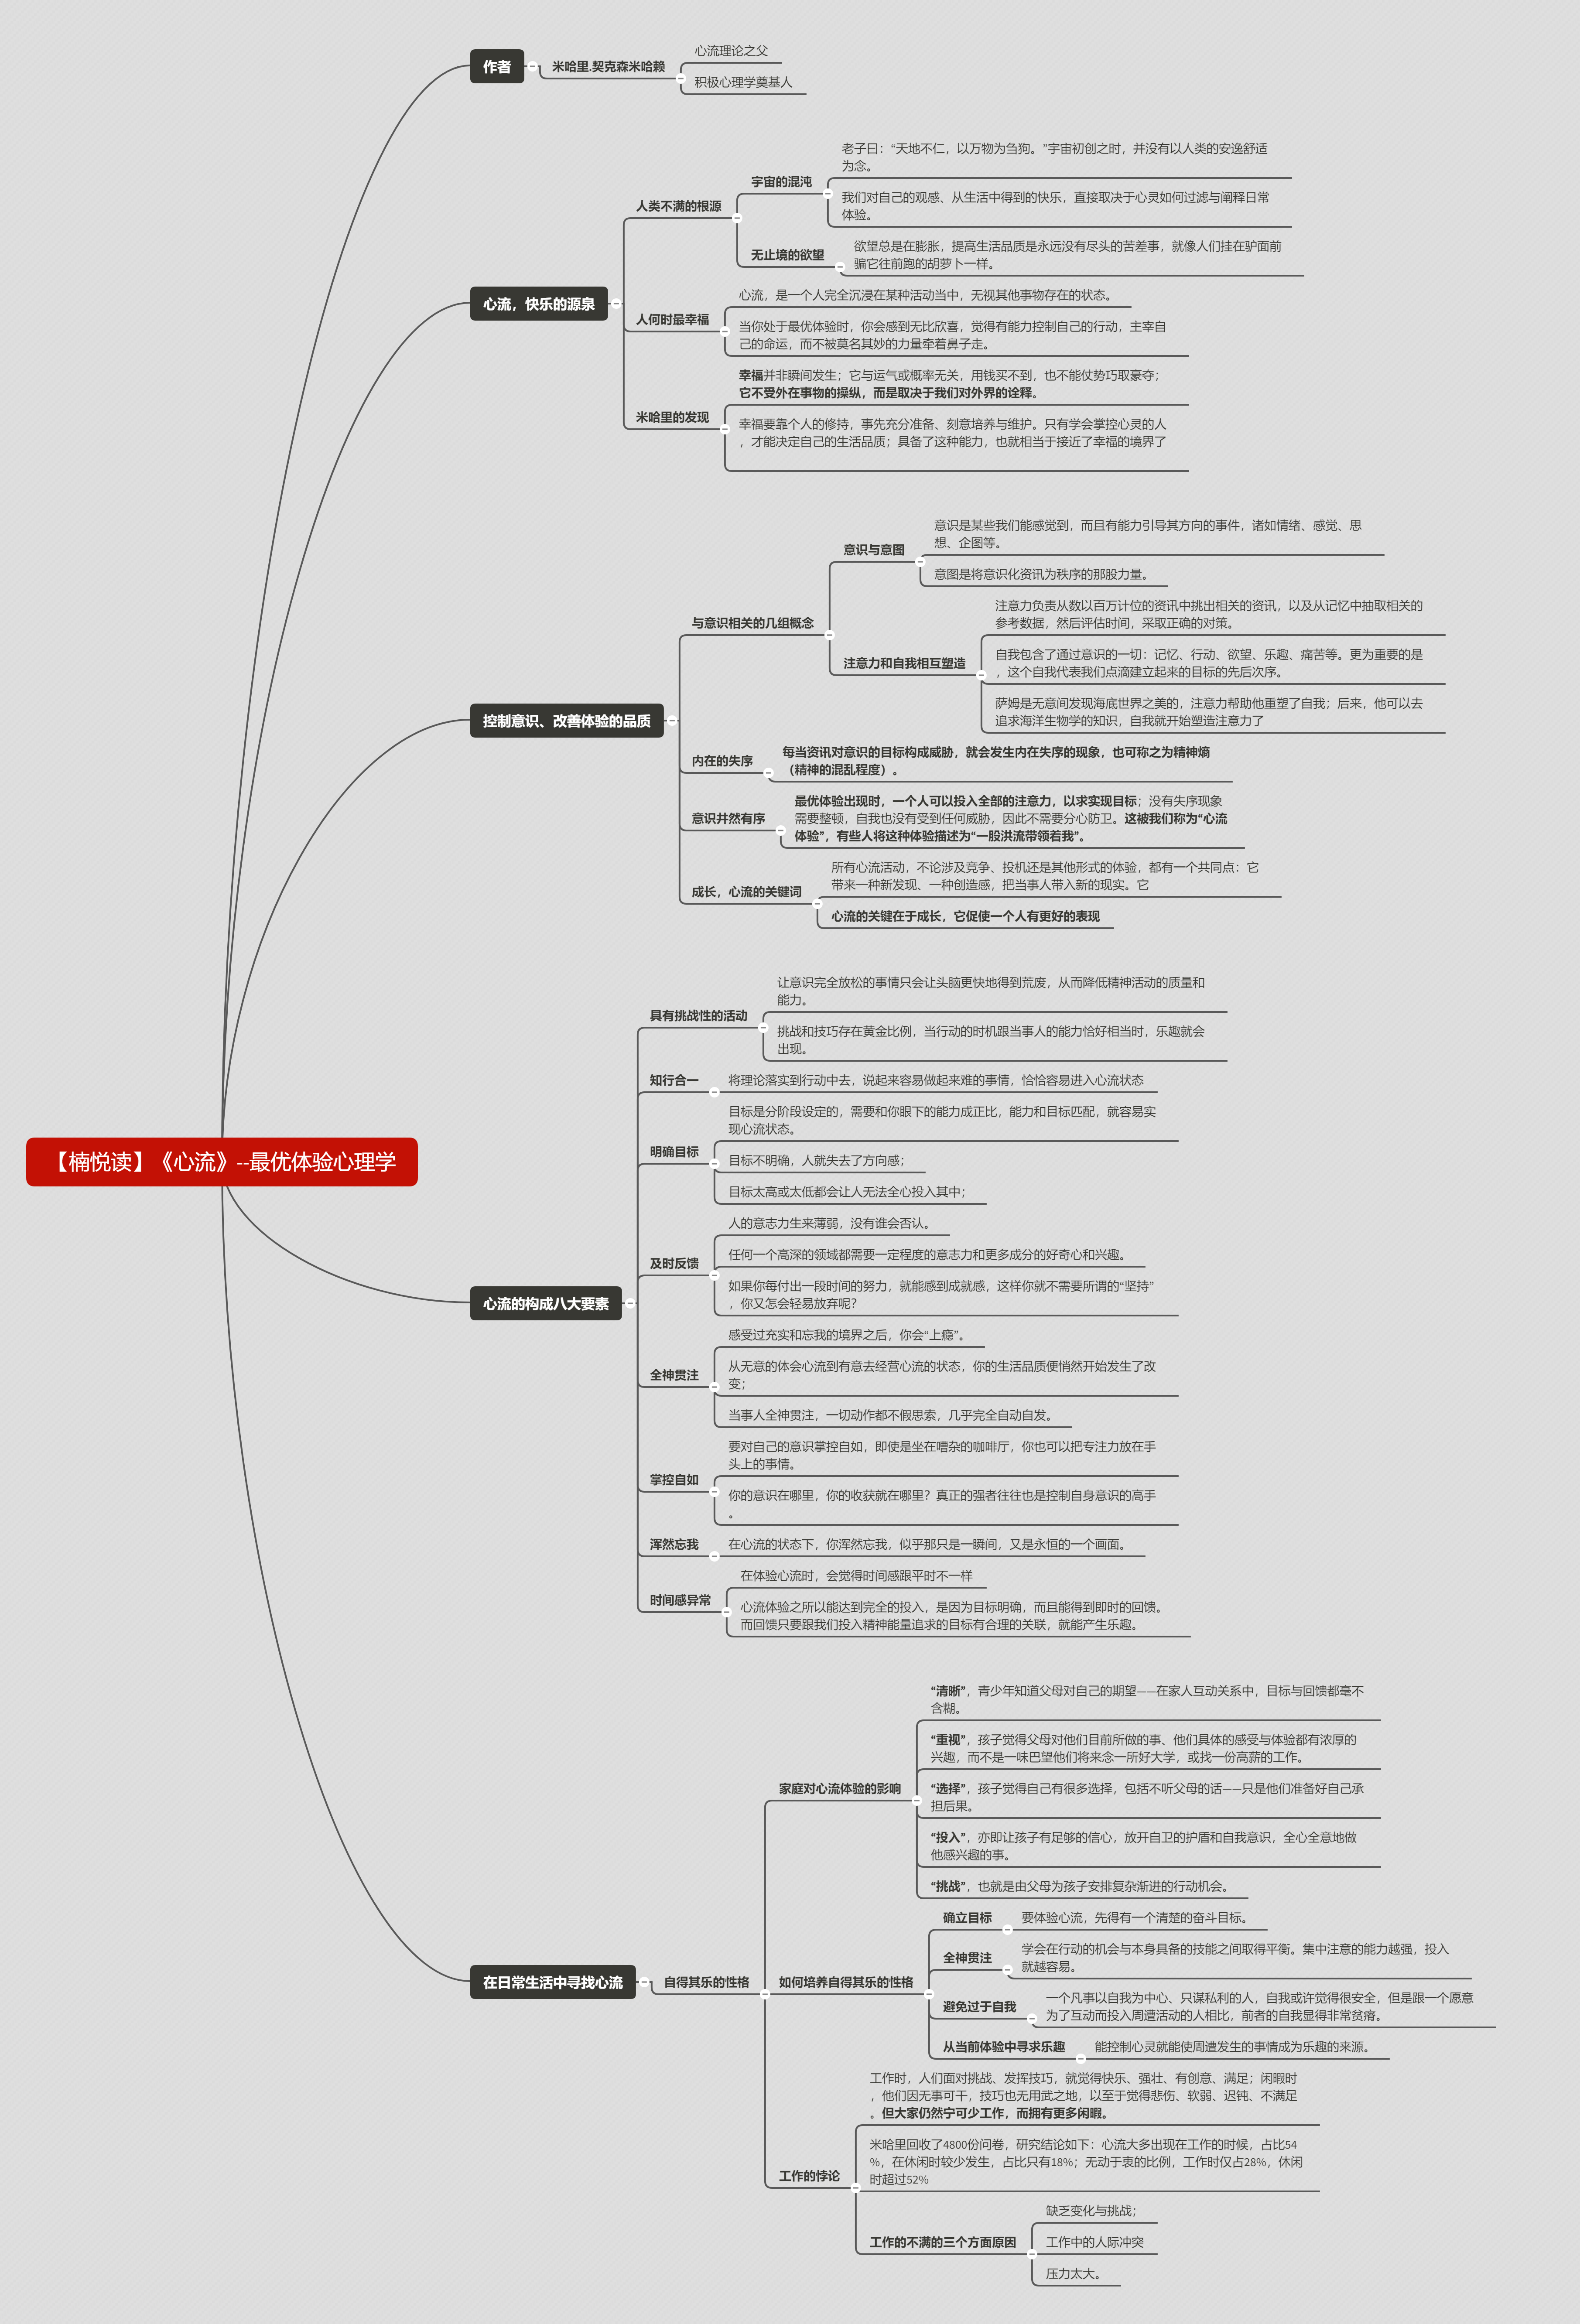 作者
米哈里.契克森米哈赖
心流理论之父
积极心理学奠基人
心流，快乐的源泉
人类不满的根源
宇宙的混沌
老子曰：“天地不仁，以万物为刍狗。”宇宙初创之时，并没有以人类的安逸舒适
为念。
我们对自己的观感、从生活中得到的快乐，直接取决于心灵如何过滤与阐释日常
体验。
无止境的欲望
欲望总是在膨胀，提高生活品质是永远没有尽头的苦差事，就像人们挂在驴面前
骗它往前跑的胡萝卜一样。
人何时最幸福
心流，是一个人完全沉浸在某种活动当中，无视其他事物存在的状态。
当你处于最优体验时，你会感到无比欣喜，觉得有能力控制自己的行动，主宰自
己的命运，而不被莫名其妙的力量牵着鼻子走。
米哈里的发现
幸福并非瞬间发生；它与运气或概率无关，用钱买不到，也不能仗势巧取豪夺；
它不受外在事物的操纵，而是取决于我们对外界的诠释。
幸福要靠个人的修持，事先充分准备、刻意培养与维护。只有学会掌控心灵的人
，才能决定自己的生活品质；具备了这种能力，也就相当于接近了幸福的境界了
控制意识、改善体验的品质
与意识相关的几组概念
意识与意图
意识是某些我们能感觉到，而且有能力引导其方向的事件，诸如情绪、感觉、思
想、企图等。
意图是将意识化资讯为秩序的那股力量。
注意力和自我相互塑造
注意力负责从数以百万计位的资讯中挑出相关的资讯，以及从记忆中抽取相关的
参考数据，然后评估时间，采取正确的对策。
自我包含了通过意识的一切：记忆、行动、欲望、乐趣、痛苦等。更为重要的是
，这个自我代表我们点滴建立起来的目标的先后次序。
萨姆是无意间发现海底世界之美的，注意力帮助他重塑了自我；后来，他可以去
追求海洋生物学的知识，自我就开始塑造注意力了
内在的失序
每当资讯对意识的目标构成威胁，就会发生内在失序的现象，也可称之为精神熵
（精神的混乱程度）。
意识井然有序
最优体验出现时，一个人可以投入全部的注意力，以求实现目标；没有失序现象
需要整顿，自我也没有受到任何威胁，因此不需要分心防卫。这被我们称为“心流
体验”，有些人将这种体验描述为“一股洪流带领着我”。
成长，心流的关键词
所有心流活动，不论涉及竞争、投机还是其他形式的体验，都有一个共同点：它
带来一种新发现、一种创造感，把当事人带入新的现实。它
心流的关键在于成长，它促使一个人有更好的表现
【楠悦读】《心流》--最优体验心理学
心流的构成八大要素
具有挑战性的活动
让意识完全放松的事情只会让头脑更快地得到荒废，从而降低精神活动的质量和
能力。
挑战和技巧存在黄金比例，当行动的时机跟当事人的能力恰好相当时，乐趣就会
出现。
知行合一
将理论落实到行动中去，说起来容易做起来难的事情，恰恰容易进入心流状态
明确目标
目标是分阶段设定的，需要和你眼下的能力成正比，能力和目标匹配，就容易实
现心流状态。
目标不明确，人就失去了方向感；
目标太高或太低都会让人无法全心投入其中；
及时反馈
人的意志力生来薄弱，没有谁会否认。
任何一个高深的领域都需要一定程度的意志力和更多成分的好奇心和兴趣。
如果你每付出一段时间的努力，就能感到成就感，这样你就不需要所谓的“坚持”
，你又怎会轻易放弃呢？
全神贯注
感受过充实和忘我的境界之后，你会“上瘾”。
从无意的体会心流到有意去经营心流的状态，你的生活品质便悄然开始发生了改
变；
当事人全神贯注，一切动作都不假思索，几乎完全自动自发。
掌控自如
要对自己的意识掌控自如，即使是坐在嘈杂的咖啡厅，你也可以把专注力放在手
头上的事情。
你的意识在哪里，你的收获就在哪里？真正的强者往往也是控制自身意识的高手
。
浑然忘我
在心流的状态下，你浑然忘我，似乎那只是一瞬间，又是永恒的一个画面。
时间感异常
在体验心流时，会觉得时间感跟平时不一样
心流体验之所以能达到完全的投入，是因为目标明确，而且能得到即时的回馈。
而回馈只要跟我们投入精神能量追求的目标有合理的关联，就能产生乐趣。
在日常生活中寻找心流
自得其乐的性格
家庭对心流体验的影响
“清晰”，青少年知道父母对自己的期望——在家人互动关系中，目标与回馈都毫不
含糊。
“重视”，孩子觉得父母对他们目前所做的事、他们具体的感受与体验都有浓厚的
兴趣，而不是一味巴望他们将来念一所好大学，或找一份高薪的工作。
“选择”，孩子觉得自己有很多选择，包括不听父母的话——只是他们准备好自己承
担后果。
“投入”，亦即让孩子有足够的信心，放开自卫的护盾和自我意识，全心全意地做
他感兴趣的事。
“挑战”，也就是由父母为孩子安排复杂渐进的行动机会。
如何培养自得其乐的性格
确立目标
要体验心流，先得有一个清楚的奋斗目标。
全神贯注
学会在行动的机会与本身具备的技能之间取得平衡。集中注意的能力越强，投入
就越容易。
避免过于自我
一个凡事以自我为中心、只谋私利的人，自我或许觉得很安全，但是跟一个愿意
为了互动而投入周遭活动的人相比，前者的自我显得非常贫瘠。
从当前体验中寻求乐趣
能控制心灵就能使周遭发生的事情成为乐趣的来源。
工作的悖论
工作时，人们面对挑战、发挥技巧，就觉得快乐、强壮、有创意、满足；闲暇时
，他们因无事可干，技巧也无用武之地，以至于觉得悲伤、软弱、迟钝、不满足
。但大家仍然宁可少工作，而拥有更多闲暇。
米哈里回收了4800份问卷，研究结论如下：心流大多出现在工作的时候，占比54
%，在休闲时较少发生，占比只有18%；无动于衷的比例，工作时仅占28%，休闲
时超过52%
工作的不满的三个方面原因
缺乏变化与挑战；
工作中的人际冲突
压力太大。